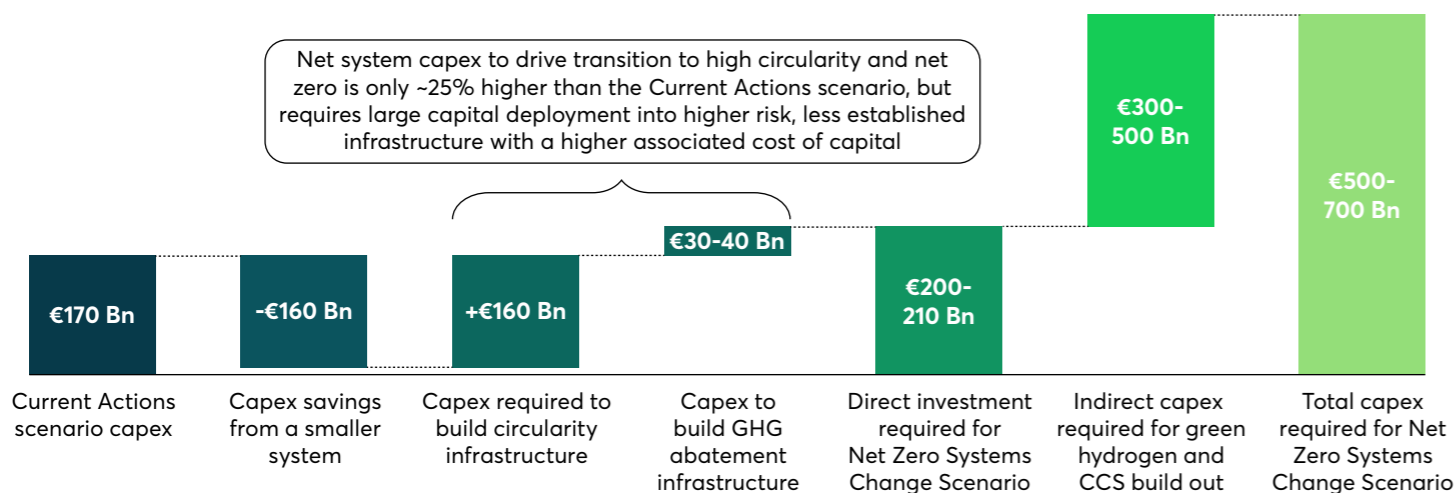 Net system capex to drive transition to high circularity and net
zero is only ~25% higher than the Current Actions scenario, but
requires large capital deployment into higher risk, less established
infrastructure with a higher associated cost of capital
€170 Bn
-€160 Bn
+€160 Bn
€30-40 Bn
€200-
210 Bn
€300-
500 Bn
€500-
700 Bn
Current Actions
scenario capex
Capex savings
from a smaller
system
Capex required to
build circularity
infrastructure
Capex to
build GHG
abatement
infrastructure
Direct investment
required for
Net Zero Systems
Change Scenario
Indirect capex
required for green
hydrogen and
CCS build out
Total capex
required for Net
Zero Systems
Change Scenario